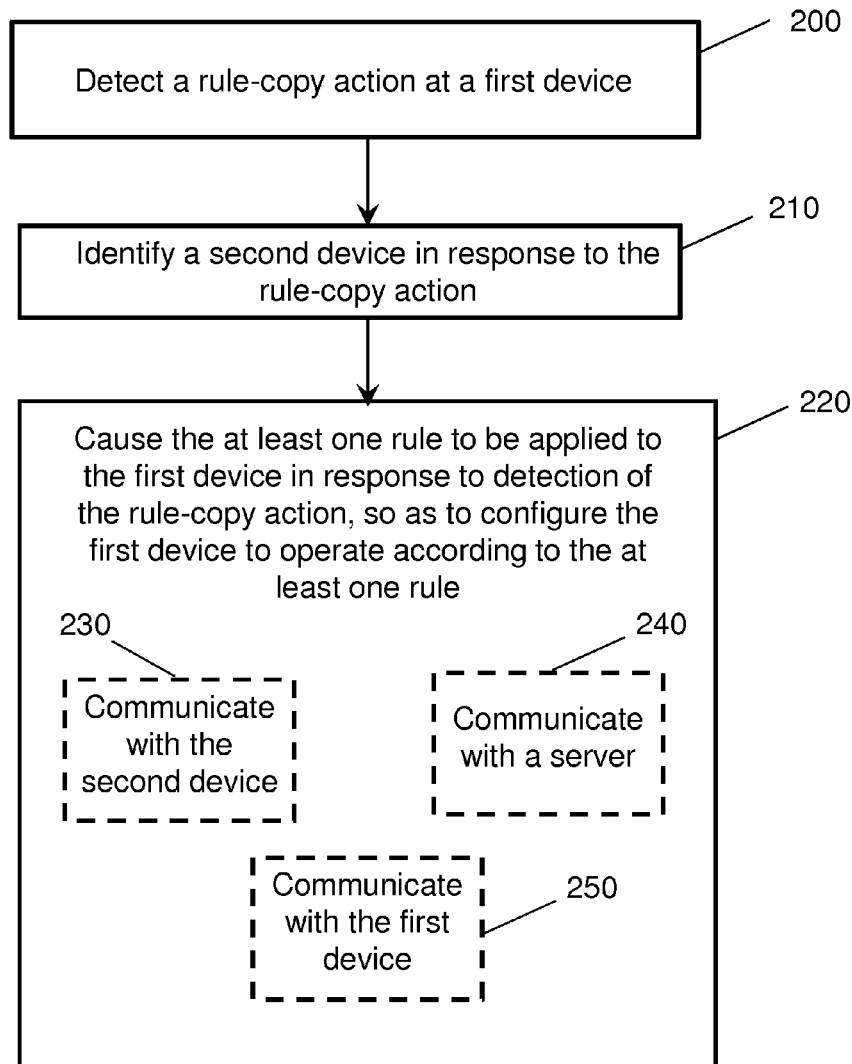 200
Detect a rule-copy action at a first device
210
Identify a second device in response to the
rule-copy action
220
Cause the at least one rule to be applied to
the first device in response to detection of
the rule-copy action, so as to configure the
first device to operate according to the at
least one rule
230
Communicate
with the
second device
240
Communicate
with a server
250
Communicate
with the first
device